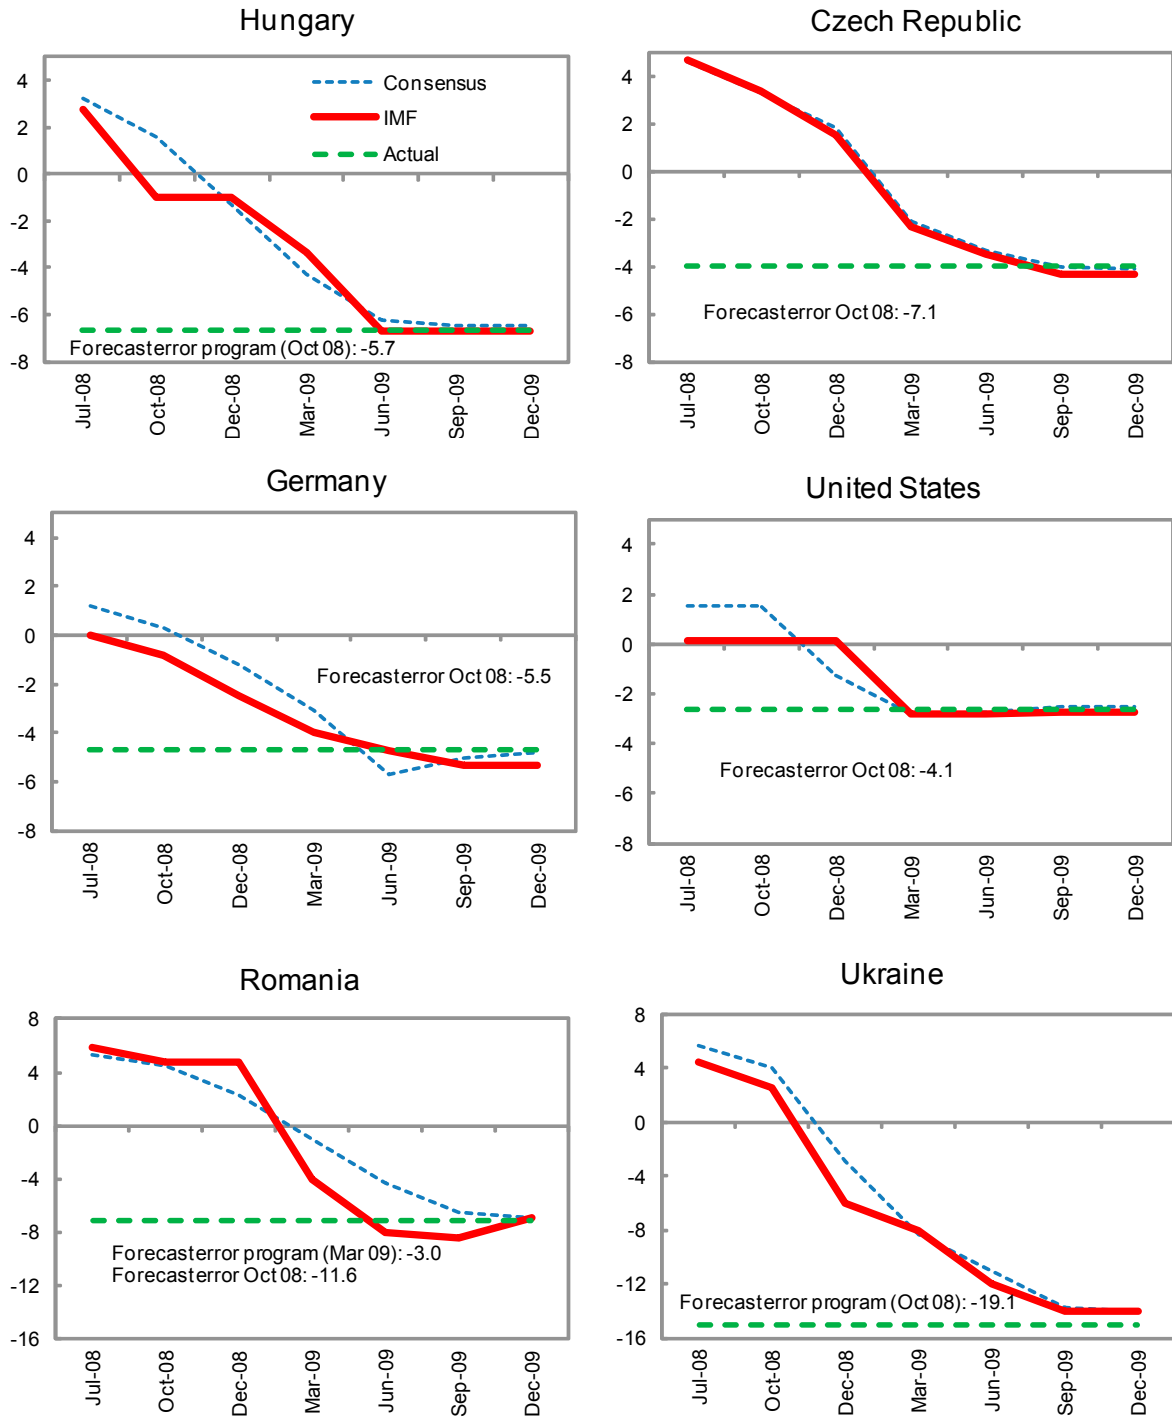 Hungary
4
2
0
-2
-4
-6
-8
Consensus
IMF
Actual
Forecasterror program (Oct 08): -5.7
Jul-08
Oct-08
Dec-08
Mar-09
Jun-09
Sep-09
Dec-09
Czech Republic
4
2
0
-2
-4
-6
-8
Forecasterror Oct 08: -7.1
Jul-08
Oct-08
Dec-08
Mar-09
Jun-09
Sep-09
Dec-09
Germany
4
2
0
-2
-4
-6
-8
Forecasterror Oct 08: -5.5
Jul-08
Oct-08
Dec-08
Mar-09
Jun-09
Sep-09
Dec-09
United States
4
2
0
-2
-4
-6
-8
Forecasterror Oct 08: -4.1
Jul-08
Oct-08
Dec-08
Mar-09
Jun-09
Sep-09
Dec-09
Romania
8
4
0
-4
-8
-12
-16
Forecasterror program (Mar 09): -3.0
Forecasterror Oct 08: -11.6
Jul-08
Oct-08
Dec-08
Mar-09
Jun-09
Sep-09
Dec-09
Ukraine
8
4
0
-4
-8
-12
-16
Forecasterror program (Oct 08): -19.1
Jul-08
Oct-08
Dec-08
Mar-09
Jun-09
Sep-09
Dec-09